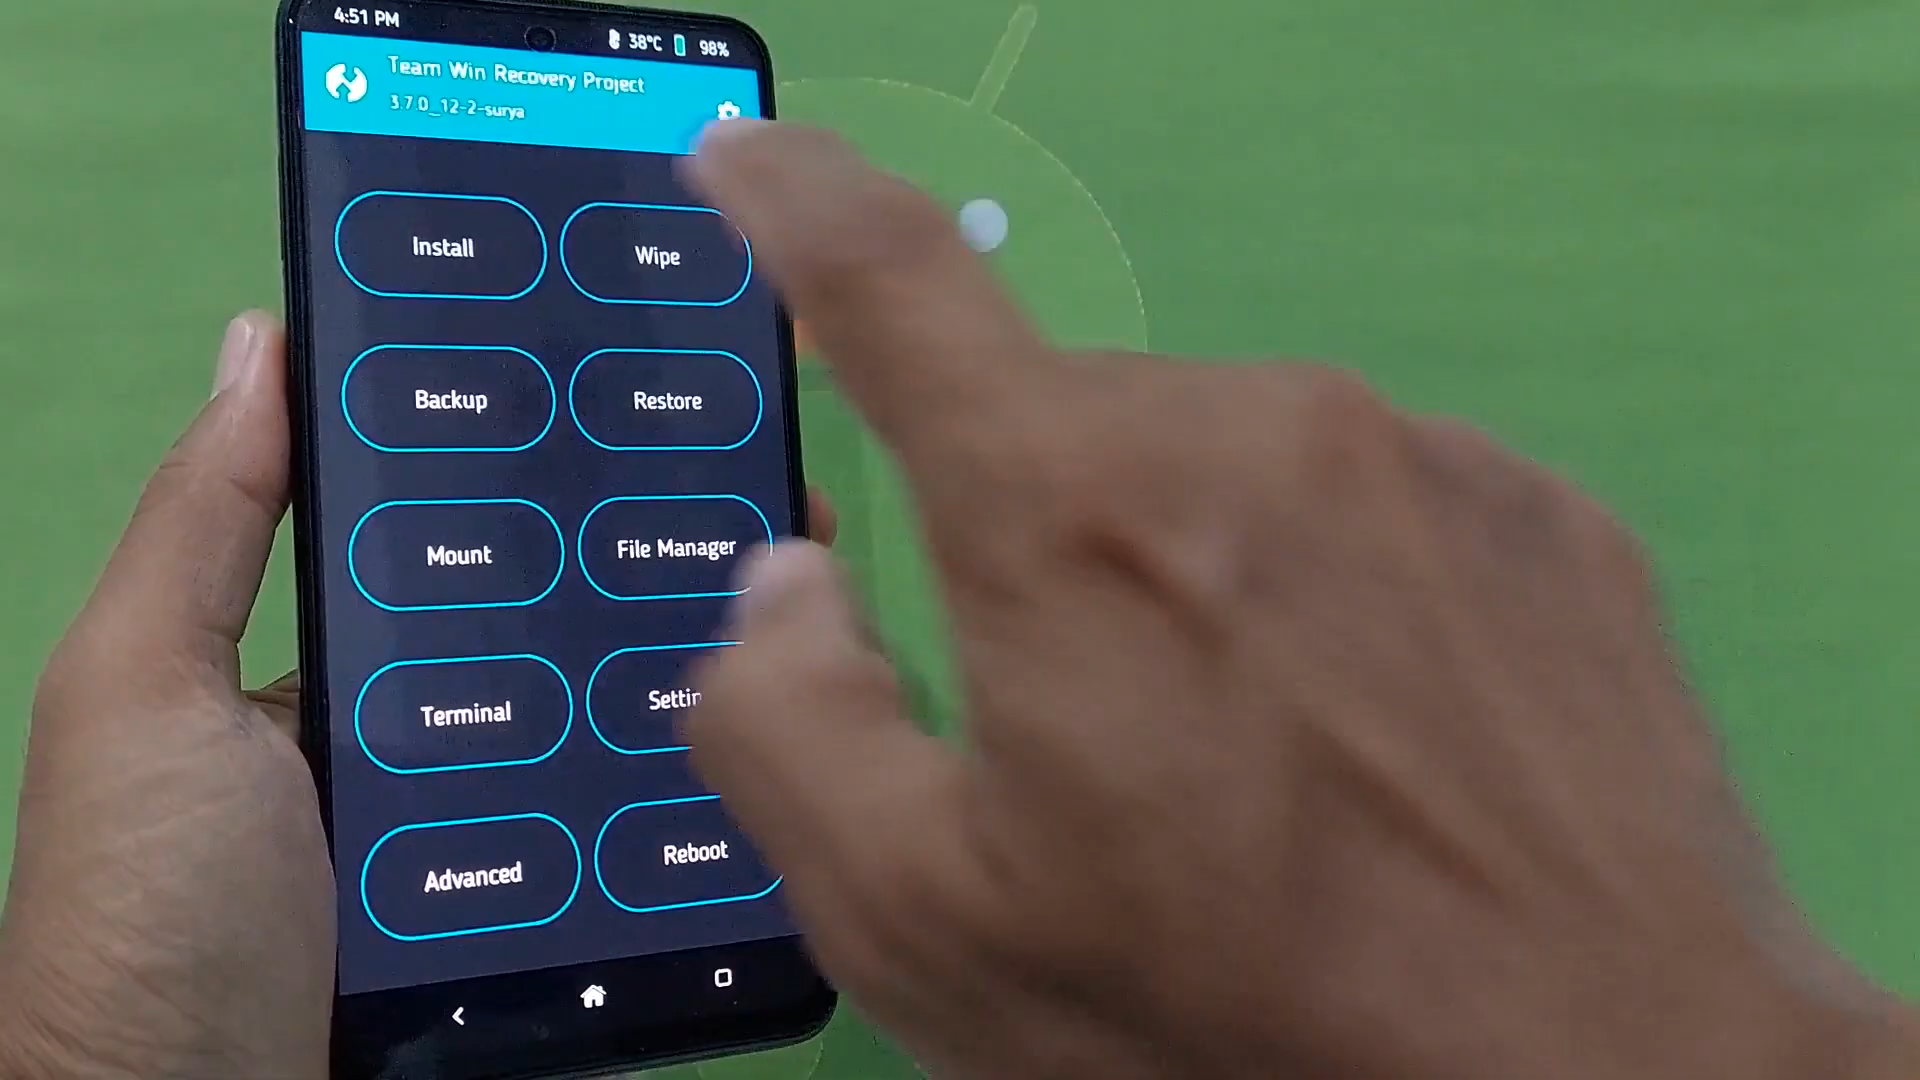 4:51 PM
38°C 98%
Team Win Recovery Project
3.7.0_12-2-surya
Install
Wipe
Backup
Restore
Mount
File Manager
Terminal
Settin
Advanced
Reboot